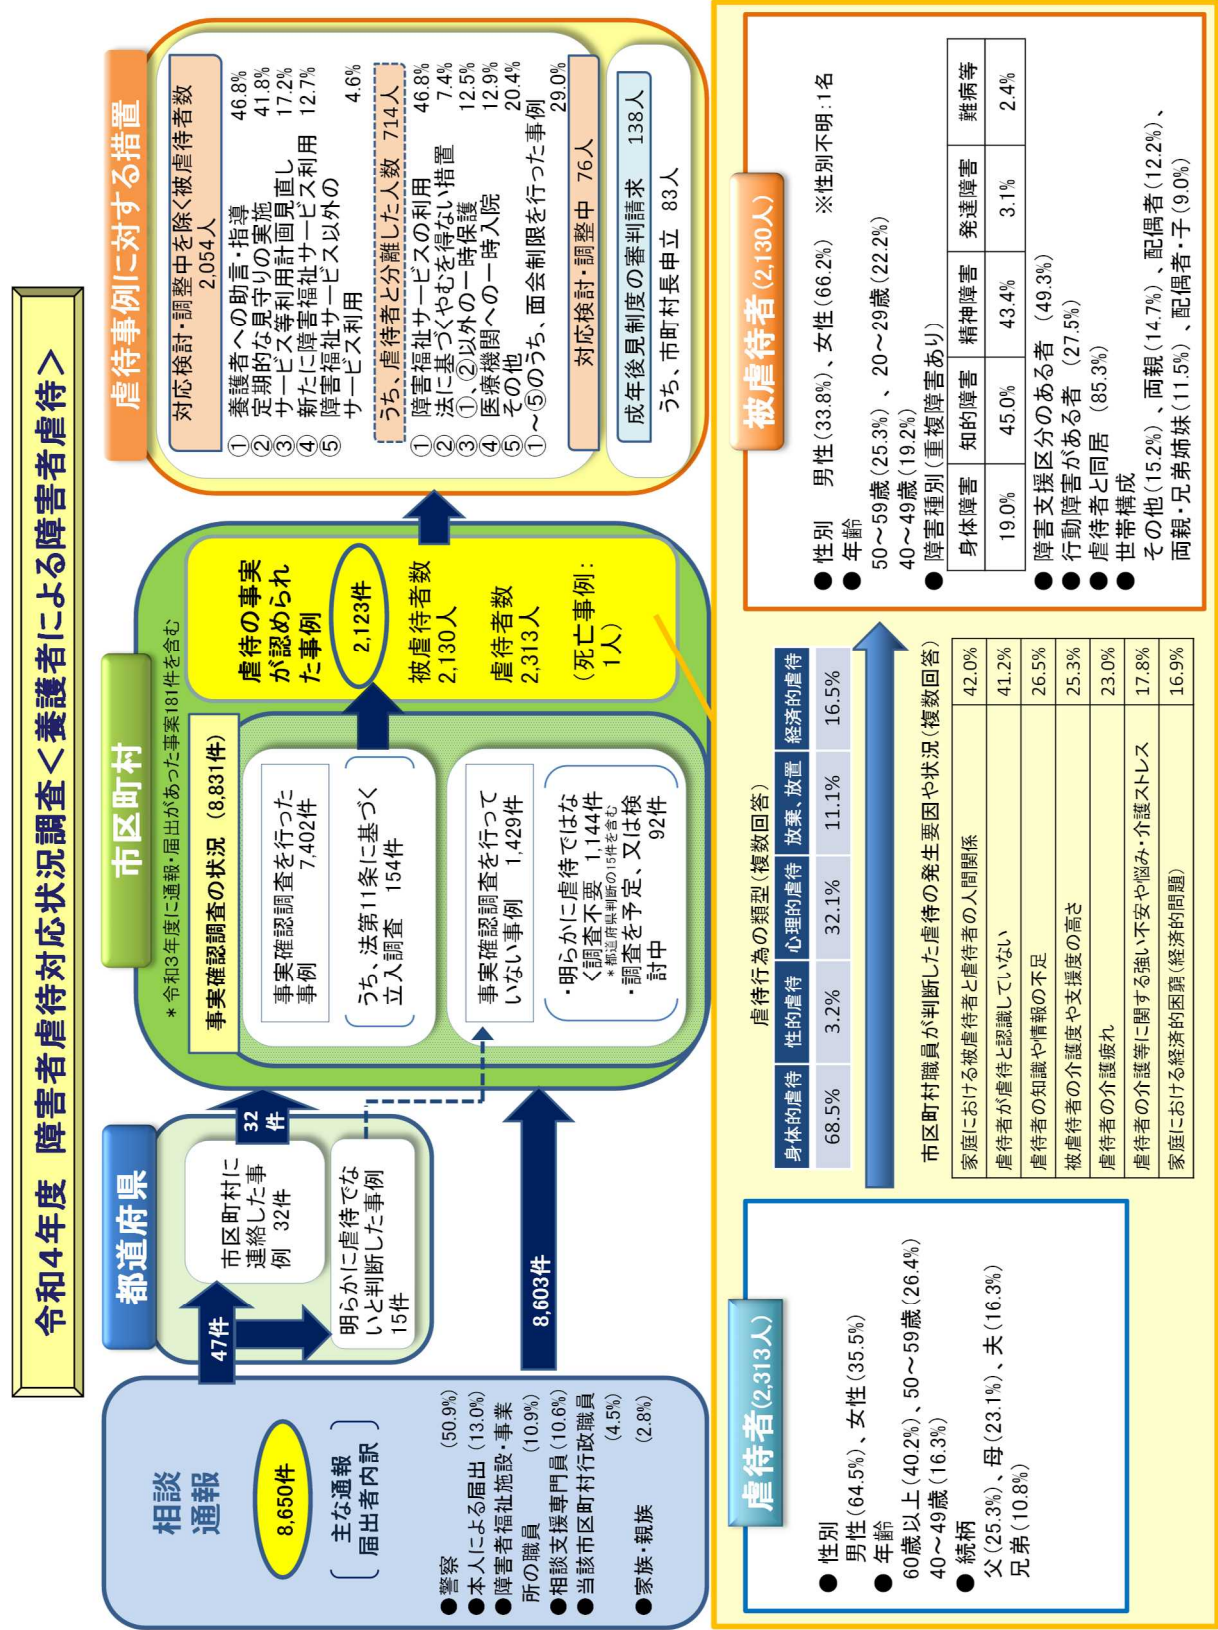 令和4年度　障害者虐待対応状況調査＜養護者による障害者虐待＞
相談
通報
8,650件
主な通報
届出者内訳
●警察　(50.9%)
●本人による届出 (13.0%)
●障害者福祉施設・事業
所の職員　(10.9%)
●相談支援専門員(10.6%)
●当該市区町村行政職員
(4.5%)
●家族・親族　(2.8%)
都道府県
47件
市区町村に
連絡した事
例　32件
明らかに虐待でな
いと判断した事例
15件
32
件
8,603件
市区町村
＊令和3年度に通報・届出があった事案181件を含む
事実確認調査の状況　(8,831件)
事実確認調査を行った
事例　7,402件
うち、法第11条に基づく
立入調査　154件
事実確認調査を行って
いない事例　1,429件
・明らかに虐待ではな
く調査不要　1,144件
＊都道府県判断の15件を含む
・調査を予定、又は検
討中　92件
虐待の事実
が認められ
た事例
2,123件
被虐待者数
2,130人
虐待者数
2,313人
(死亡事例：
1人)
虐待事例に対する措置
対応検討・調整中を除く被虐待者数
2,054人
① 養護者への助言・指導　46.8%
② 定期的な見守りの実施　41.8%
③ サービス等利用計画見直し　17.2%
④ 新たに障害福祉サービス利用　12.7%
⑤ 障害福祉サービス以外の
サービス利用　4.6%
うち、虐待者と分離した人数　714人
① 障害福祉サービスの利用　46.8%
② 法に基づくやむを得ない措置　7.4%
③ ①、②以外の一時保護　12.5%
④ 医療機関への一時入院　12.9%
⑤ その他　20.4%
①～⑤のうち、面会制限を行った事例
29.0%
対応検討・調整中　76人
成年後見制度の審判請求　138人
うち、市町村長申立　83人
虐待者(2,313人)
● 性別
男性(64.5%)、女性(35.5%)
● 年齢
60歳以上(40.2%)、50～59歳(26.4%)
40～49歳(16.3%)
● 続柄
父(25.3%)、母(23.1%)、夫(16.3%)
兄弟(10.8%)
虐待行為の類型(複数回答)
身体的虐待　性的虐待　心理的虐待　放棄、放置　経済的虐待
68.5%　3.2%　32.1%　11.1%　16.5%
市区町村職員が判断した虐待の発生要因や状況(複数回答)
家庭における被虐待者と虐待者の人間関係　42.0%
虐待者が虐待と認識していない　41.2%
虐待者の知識や情報の不足　26.5%
被虐待者の介護度や支援度の高さ　25.3%
虐待者の介護疲れ　23.0%
虐待者の介護等に関する強い不安や悩み・介護ストレス　17.8%
家庭における経済的困窮(経済的問題)　16.9%
被虐待者(2,130人)
● 性別　男性(33.8%)、女性(66.2%)　※性別不明：1名
● 年齢
50～59歳(25.3%)、20～29歳(22.2%)
40～49歳(19.2%)
● 障害種別(重複障害あり)
身体障害　知的障害　精神障害　発達障害　難病等
19.0%　45.0%　43.4%　3.1%　2.4%
● 障害支援区分のある者　(49.3%)
● 行動障害がある者　(27.5%)
● 虐待者と同居　(85.3%)
● 世帯構成
その他(15.2%)、両親(14.7%)、配偶者(12.2%)、
両親・兄弟姉妹(11.5%)、配偶者・子(9.0%)